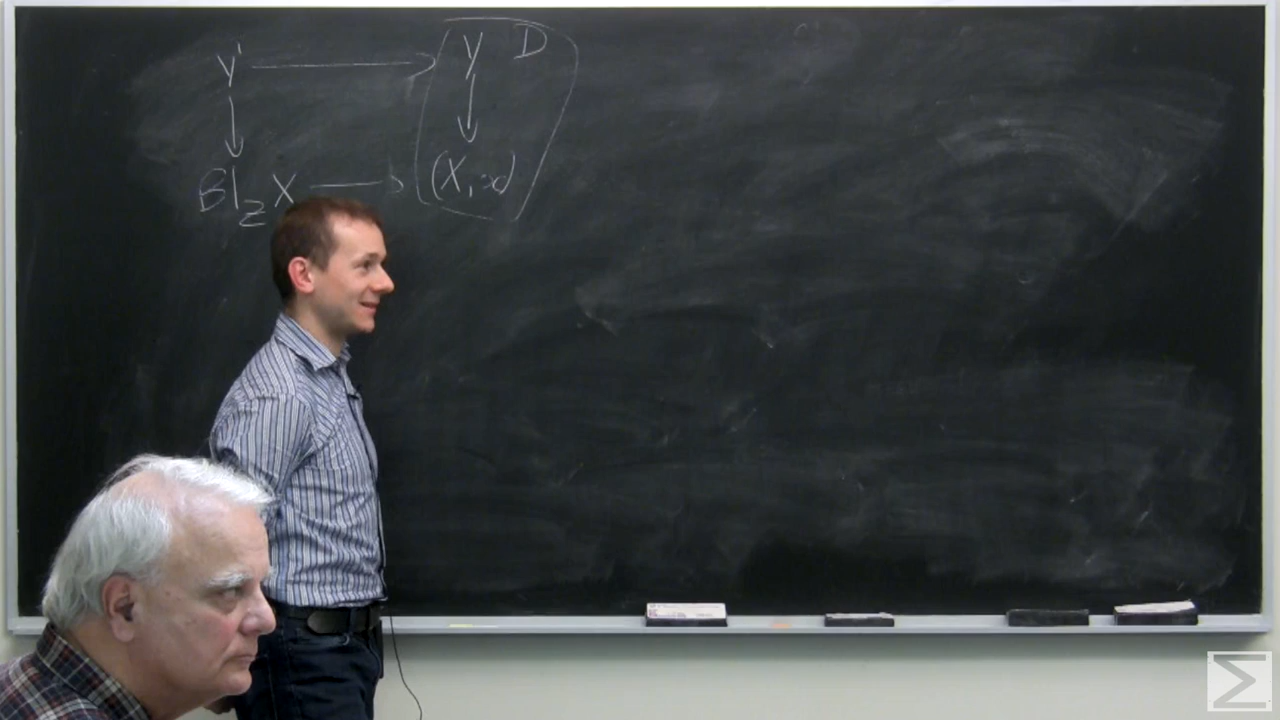 Y' → Y D
↓ ↓
Bl_Z X → (X, x)
Σ